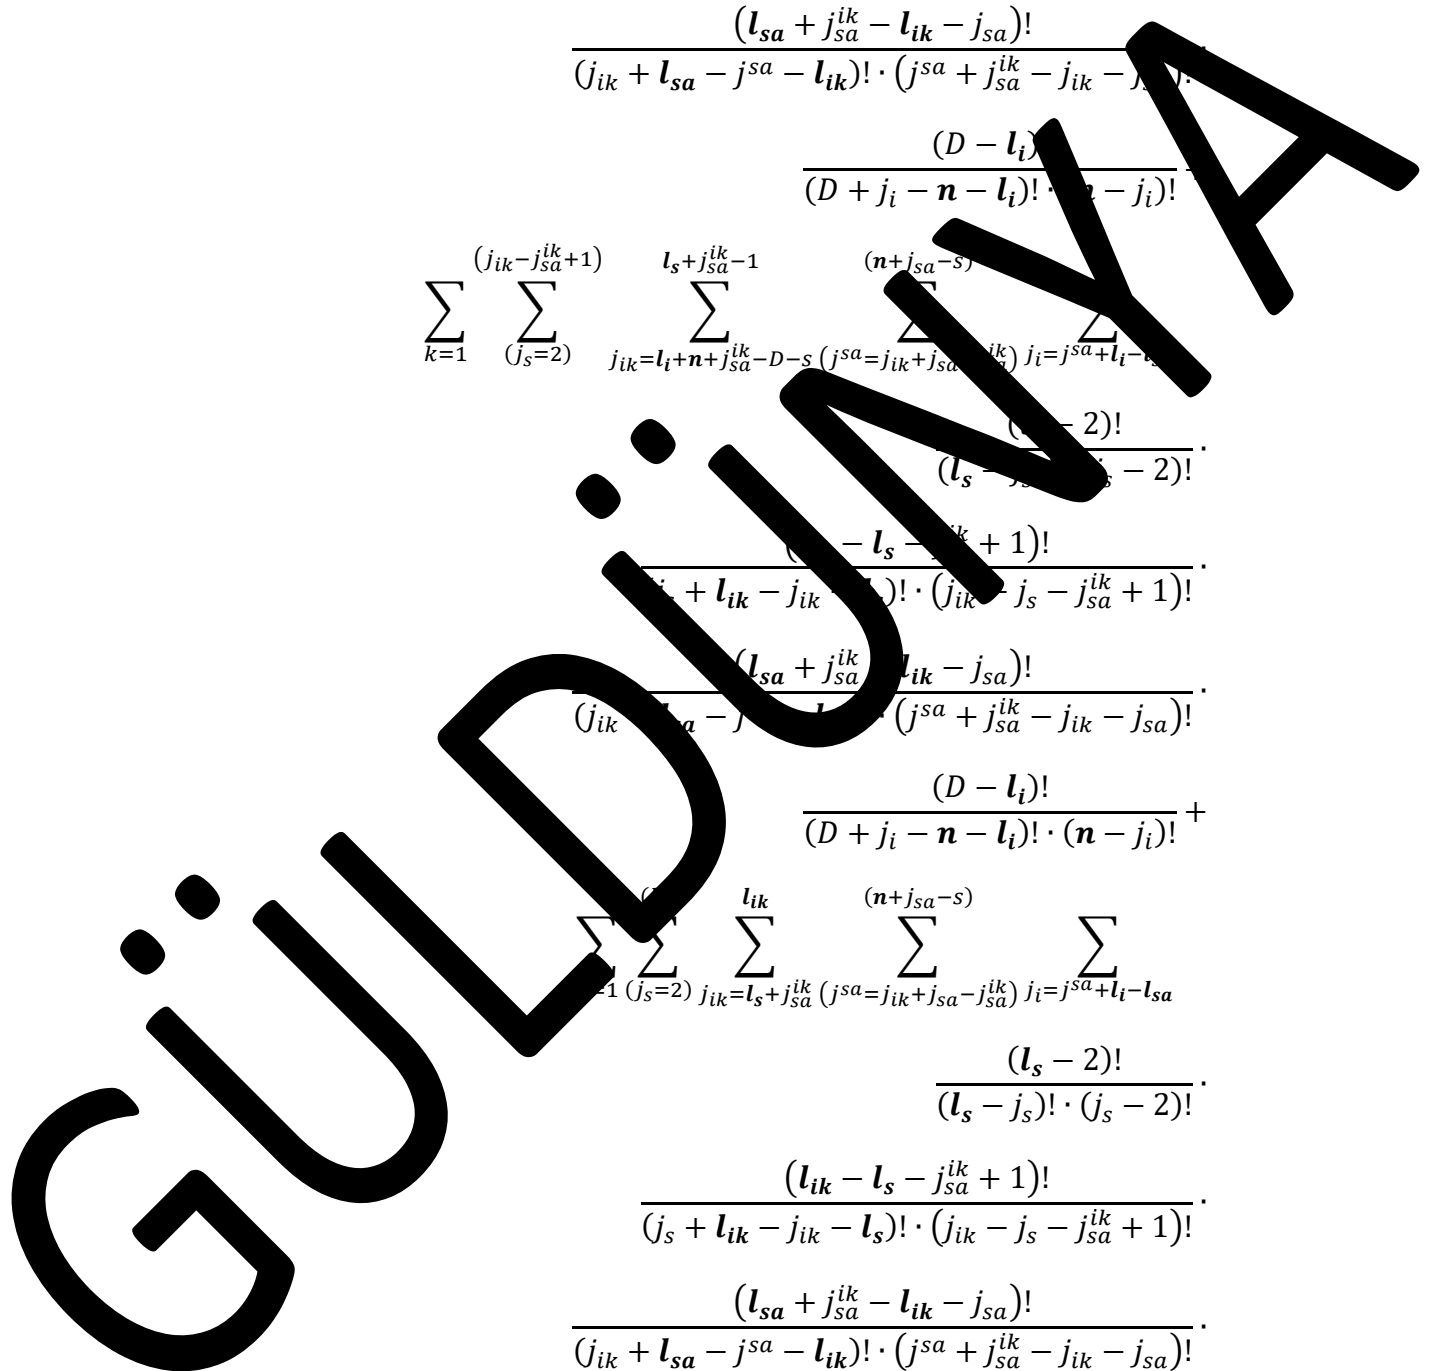 (l_sa + j_sa^ik − l_ik − j_sa)!
(j_ik + l_sa − j^sa − l_ik)! · (j^sa + j_sa^ik − j_ik − j )! ·
(D − l_i)
(D + j_i − n − l_i)! · − j_i)!
(j_ik−j_sa^ik+1) l_s+j_sa^ik−1 (n+j_sa−s)
∑ ∑ ∑ ∑ ∑
k=1 (j_s=2) j_ik=l_i+n+j_sa^ik−D−s (j^sa=j_ik+j_sa ) j_i=j^sa+l_i−
− 2)!
(l_s − − 2)! ·
− l_s − + 1)!
+ l_ik − j_ik )! · (j_ik − j_s − j_sa^ik + 1)! ·
(l_sa + j_sa^ik l_ik − j_sa)!
(j_ik − · (j^sa + j_sa^ik − j_ik − j_sa)! ·
(D − l_i)!
(D + j_i − n − l_i)! · (n − j_i)! +
l_ik (n+j_sa−s)
∑ ∑ ∑ ∑ ∑
=1 (j_s=2) j_ik=l_s+j_sa^ik (j^sa=j_ik+j_sa−j_sa^ik) j_i=j^sa+l_i−l_sa
(l_s − 2)!
(l_s − j_s)! · (j_s − 2)! ·
(l_ik − l_s − j_sa^ik + 1)!
(j_s + l_ik − j_ik − l_s)! · (j_ik − j_s − j_sa^ik + 1)! ·
(l_sa + j_sa^ik − l_ik − j_sa)!
(j_ik + l_sa − j^sa − l_ik)! · (j^sa + j_sa^ik − j_ik − j_sa)! ·
GÜLDÜNYA